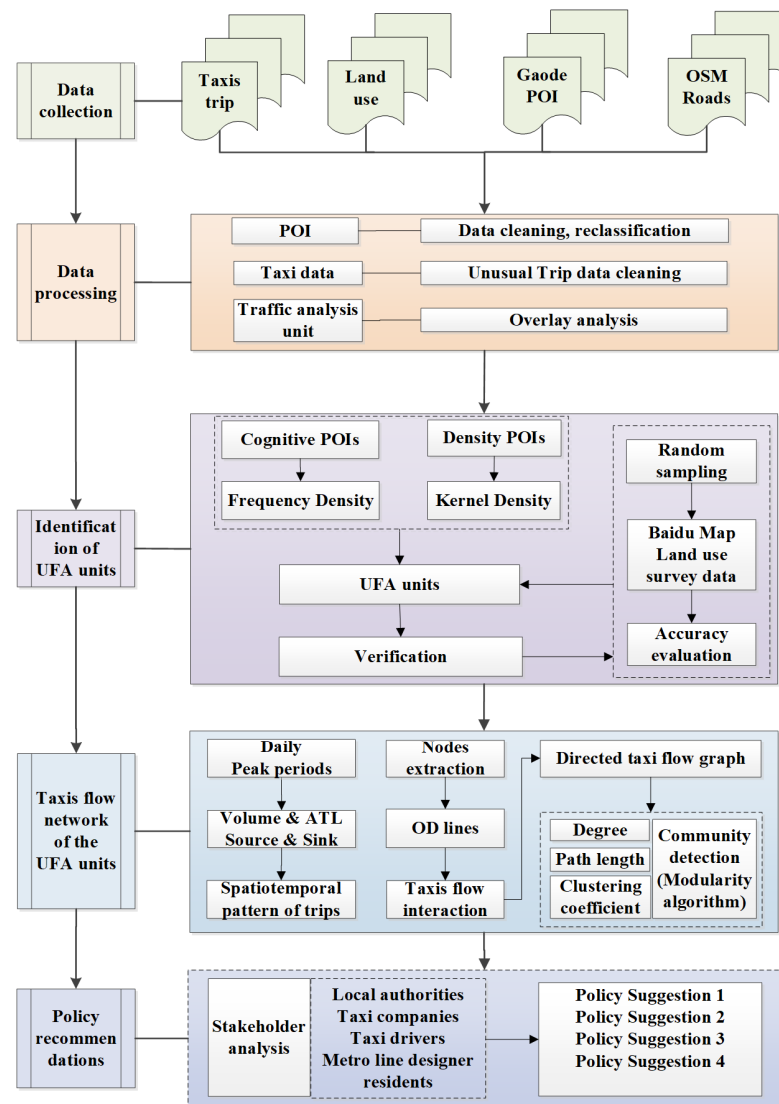 Data
collection
Taxis
trip
Land
use
Gaode
POI
OSM
Roads
Data
processing
POI
Data cleaning, reclassification
Taxi data
Unusual Trip data cleaning
Traffic analysis
unit
Overlay analysis
Identificat
ion of
UFA units
Cognitive POIs
Density POIs
Frequency Density
Kernel Density
UFA units
Verification
Random
sampling
Baidu Map
Land use
survey data
Accuracy
evaluation
Taxis flow
network
of the
UFA units
Daily
Peak periods
Volume & ATL
Source & Sink
Spatiotemporal
pattern of trips
Nodes
extraction
OD lines
Taxis flow
interaction
Directed taxi flow graph
Degree
Path length
Clustering
coefficient
Community
detection
(Modularity
algorithm)
Policy
recommen
dations
Stakeholder
analysis
Local authorities
Taxi companies
Taxi drivers
Metro line designer
residents
Policy Suggestion 1
Policy Suggestion 2
Policy Suggestion 3
Policy Suggestion 4